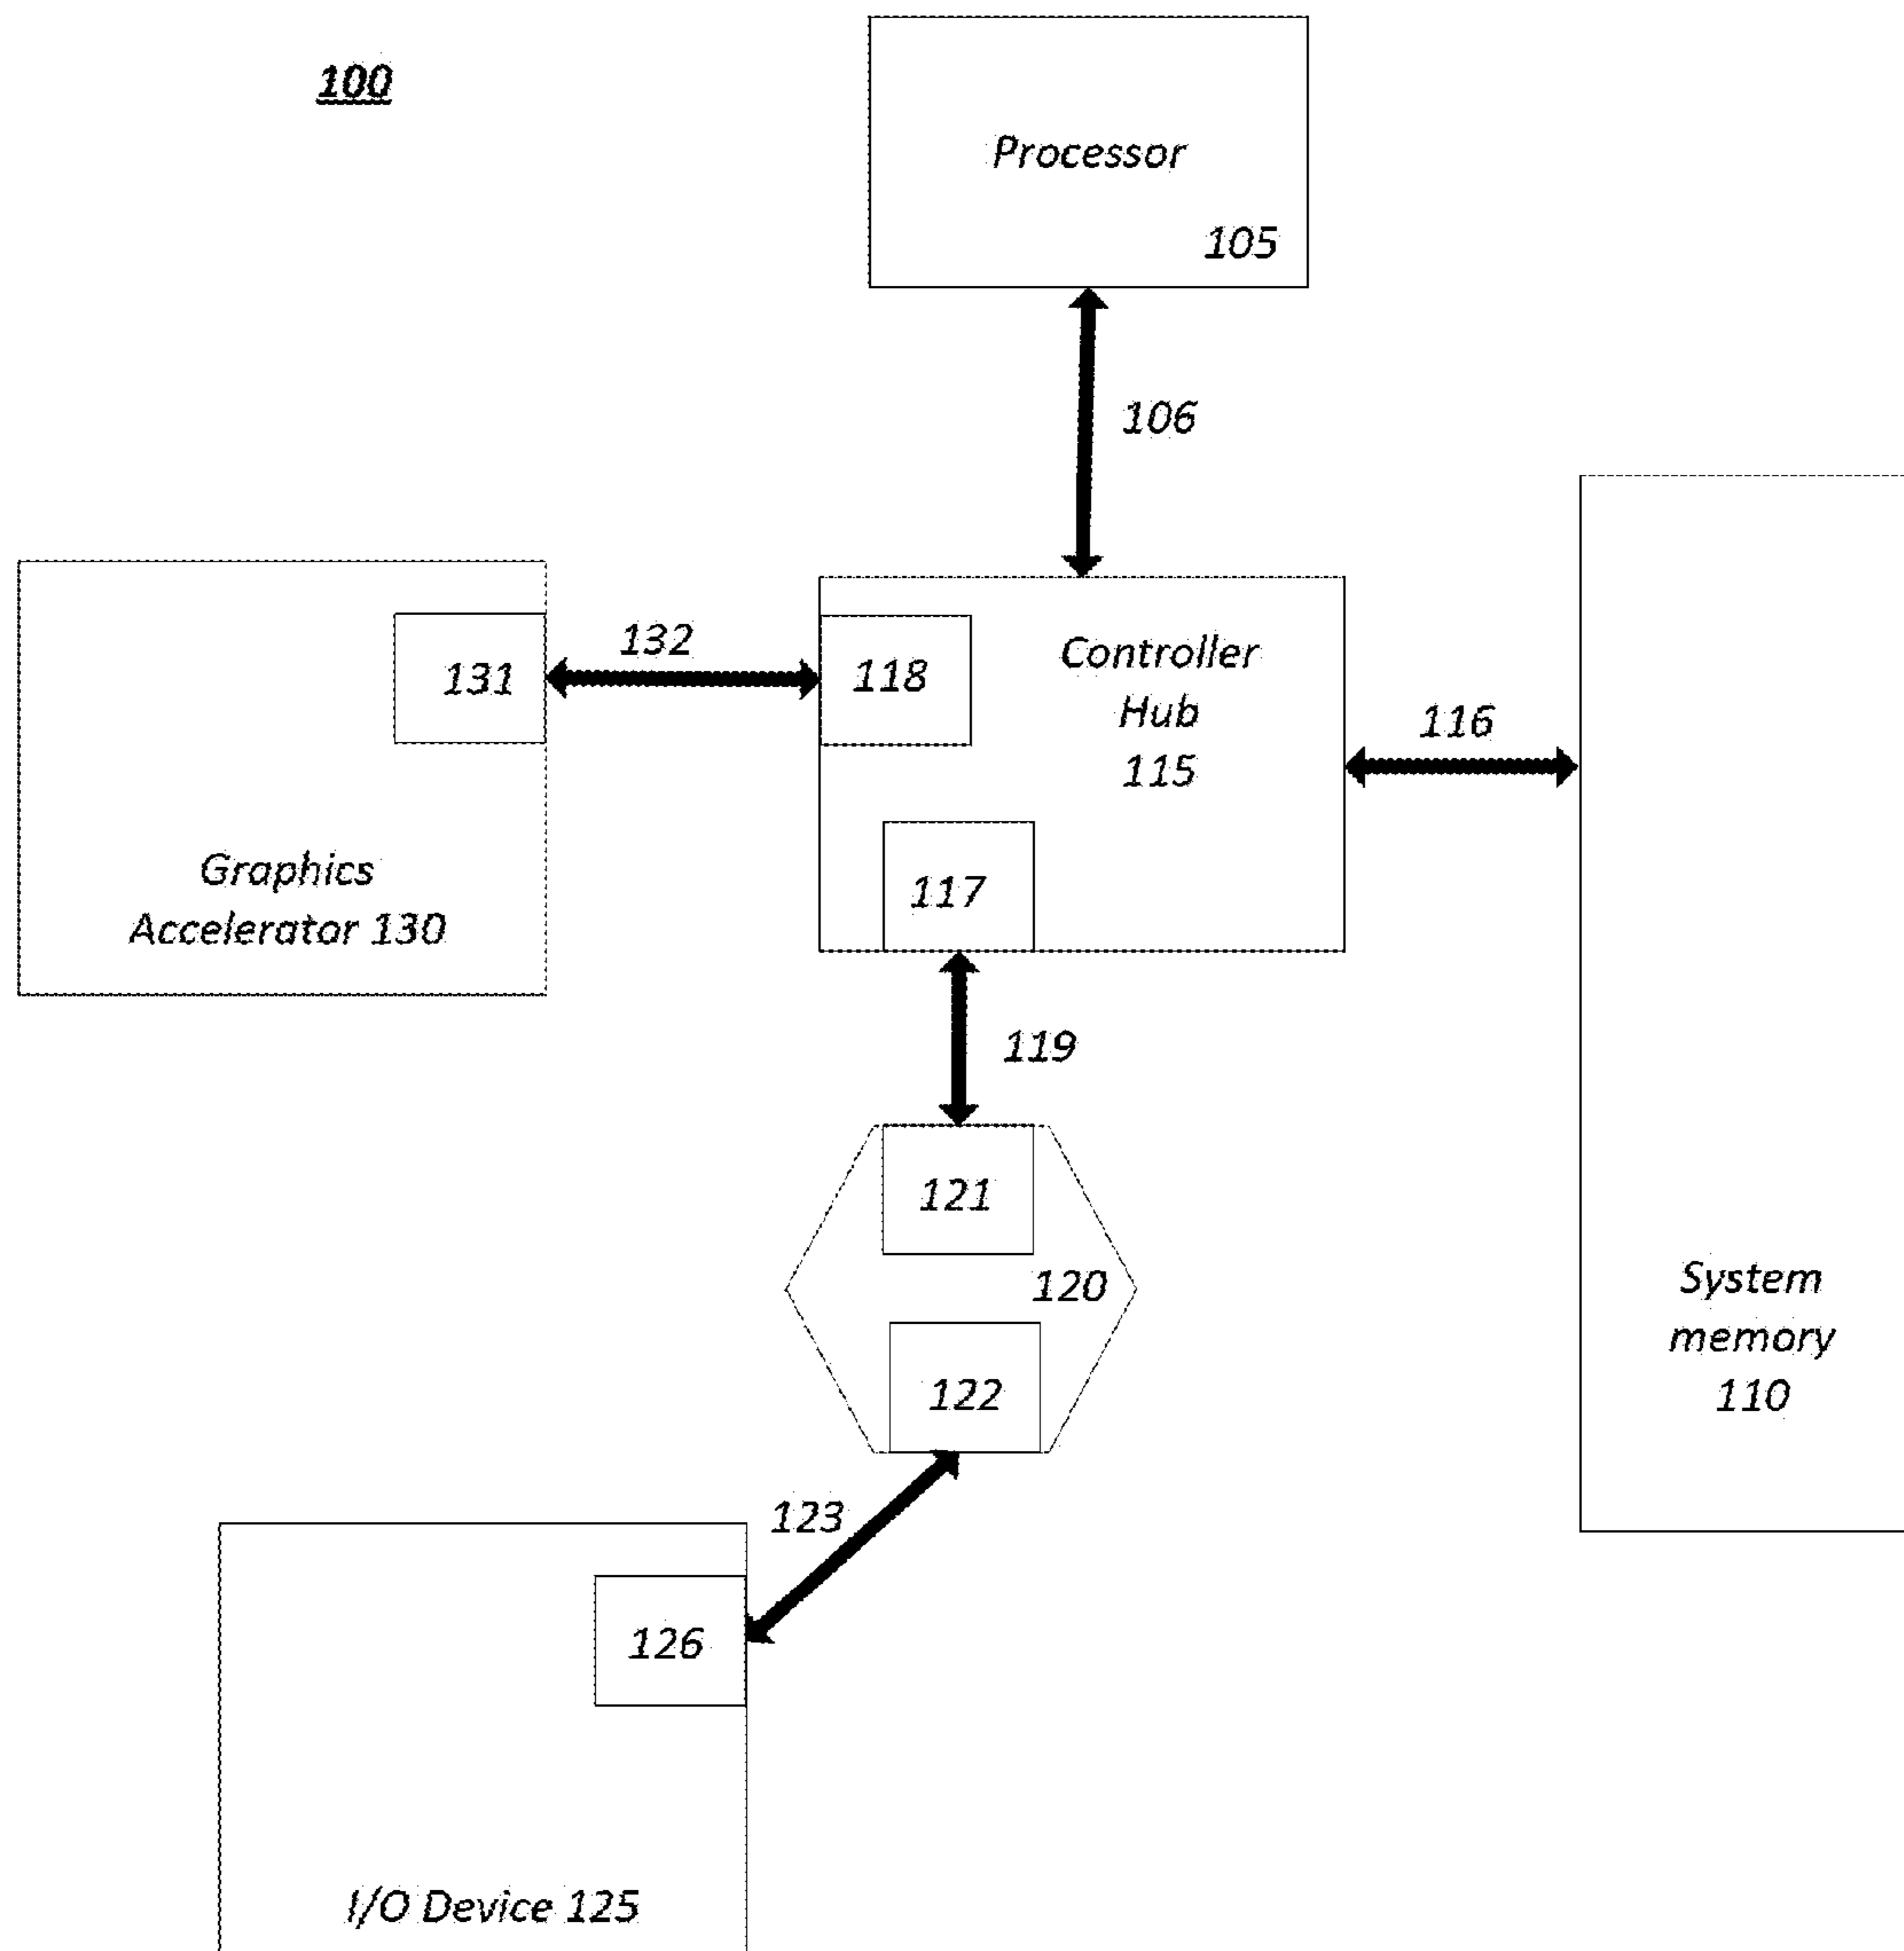 100
Processor
105
106
131
132
118
Controller
Hub
115
116
Graphics
Accelerator 130
117
119
121
120
122
System
memory
110
123
126
I/O Device 125